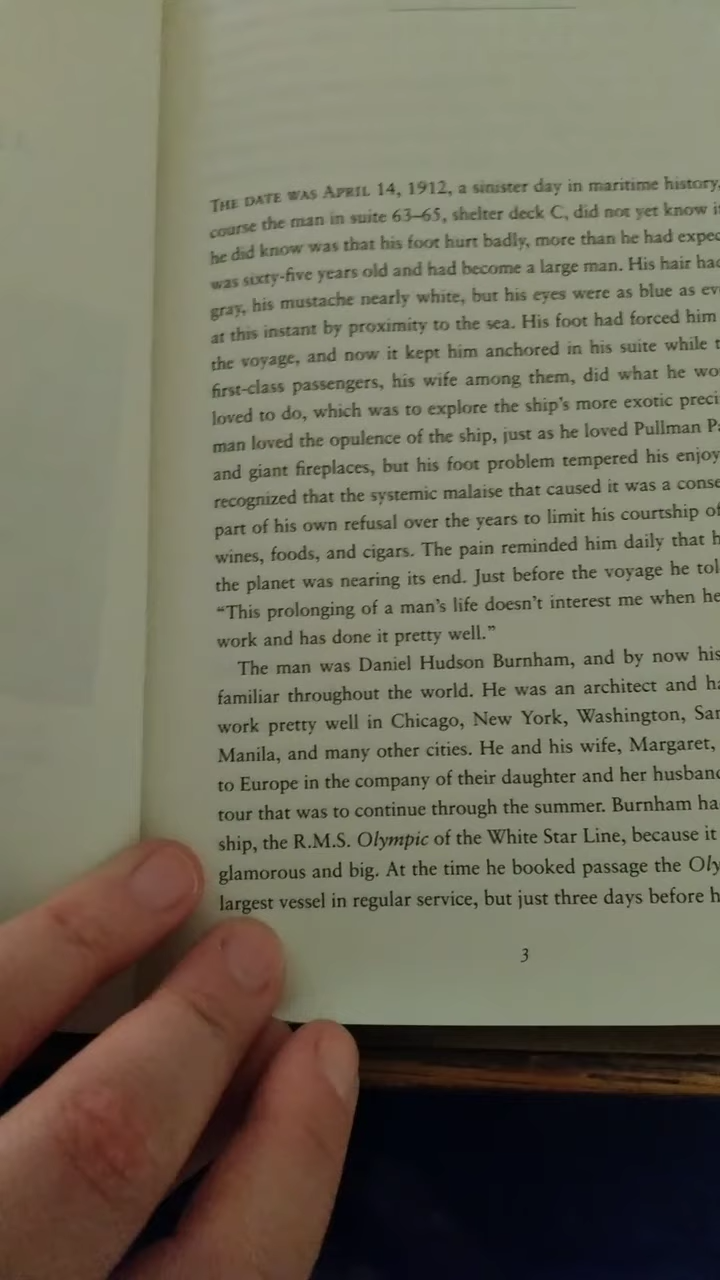 THE DATE WAS APRIL 14, 1912, a sinister day in maritime history,
course the man in suite 63–65, shelter deck C, did not yet know
he did know was that his foot hurt badly, more than he had
was sixty-five years old and had become a large man. His hair
gray, his mustache nearly white, but his eyes were as blue as
at this instant by proximity to the sea. His foot had forced him
the voyage, and now it kept him anchored in his suite while
first-class passengers, his wife among them, did what he
loved to do, which was to explore the ship's more exotic
man loved the opulence of the ship, just as he loved Pullman
and giant fireplaces, but his foot problem tempered his
recognized that the systemic malaise that caused it was a
part of his own refusal over the years to limit his courtship
wines, foods, and cigars. The pain reminded him daily that
the planet was nearing its end. Just before the voyage he
“This prolonging of a man's life doesn't interest me when he
work and has done it pretty well.”
The man was Daniel Hudson Burnham, and by now his
familiar throughout the world. He was an architect and
work pretty well in Chicago, New York, Washington,
Manila, and many other cities. He and his wife, Margaret,
to Europe in the company of their daughter and her
tour that was to continue through the summer. Burnham
ship, the R.M.S. Olympic of the White Star Line, because it
glamorous and big. At the time he booked passage the
largest vessel in regular service, but just three days before
3